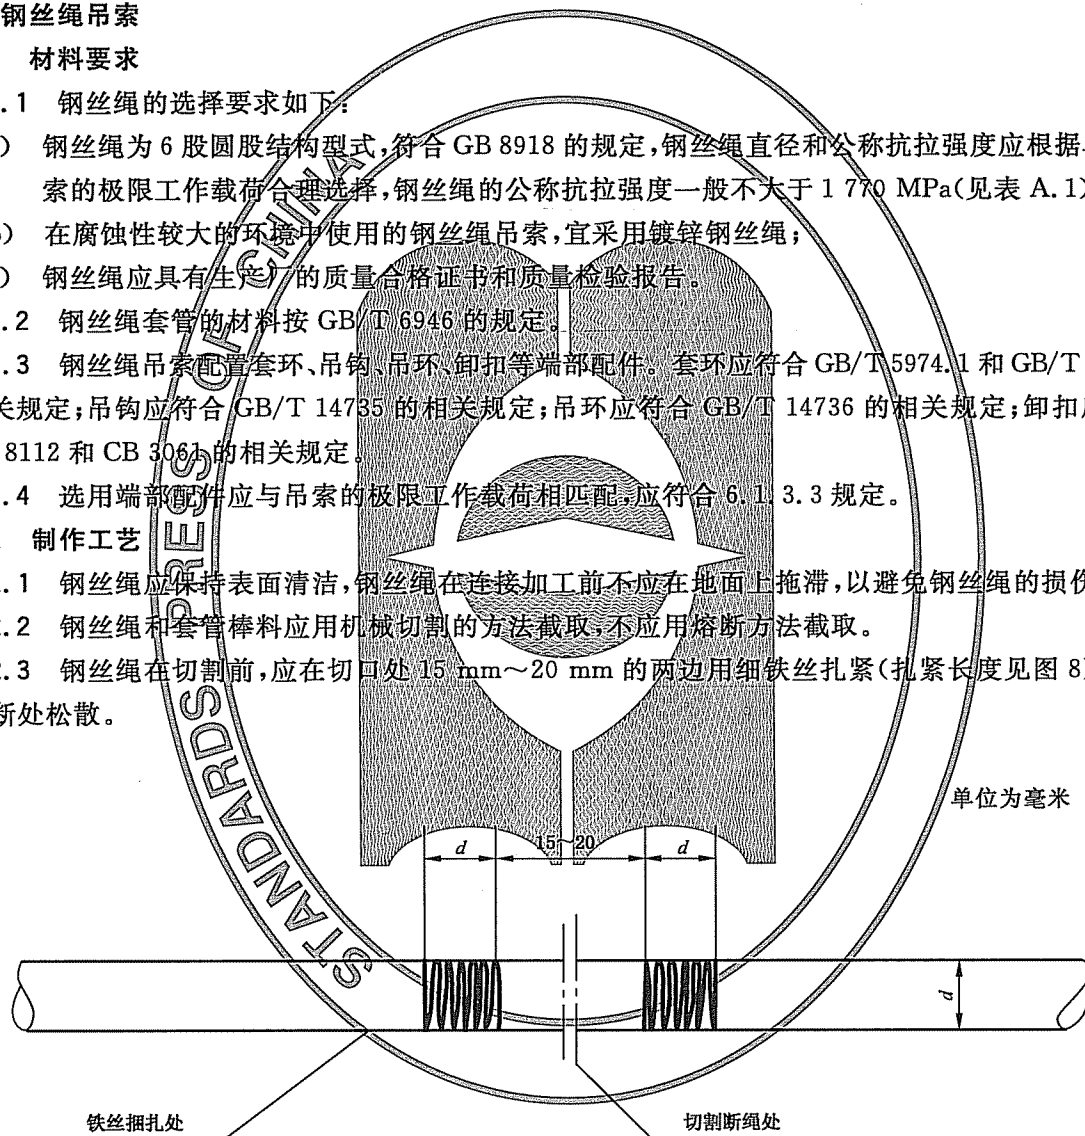 钢丝绳吊索
材料要求
.1 钢丝绳的选择要求如下:
) 钢丝绳为6股圆股结构型式,符合GB 8918的规定,钢丝绳直径和公称抗拉强度应根据
索的极限工作载荷合理选择,钢丝绳的公称抗拉强度一般不大于1 770 MPa(见表A.1)
) 在腐蚀性较大的环境中使用的钢丝绳吊索,宜采用镀锌钢丝绳;
) 钢丝绳应具有生产厂的质量合格证书和质量检验报告。
.2 钢丝绳套管的材料按GB/T 6946的规定。
.3 钢丝绳吊索配置套环、吊钩、吊环、卸扣等端部配件。套环应符合GB/T 5974.1和GB/T
关规定;吊钩应符合GB/T 14735的相关规定;吊环应符合GB/T 14736的相关规定;卸扣
8112和CB 3061的相关规定。
.4 选用端部配件应与吊索的极限工作载荷相匹配,应符合6.1.3.3规定。
制作工艺
.1 钢丝绳应保持表面清洁,钢丝绳在连接加工前不应在地面上拖滞,以避免钢丝绳的损伤
.2 钢丝绳和套管棒料应用机械切割的方法截取,不应用熔断方法截取。
.3 钢丝绳在切割前,应在切口处15 mm~20 mm的两边用细铁丝扎紧(扎紧长度见图8)
断处松散。
单位为毫米
d 15~20 d
d
铁丝捆扎处 切割断绳处
STANDARDS PRESS OF CHINA